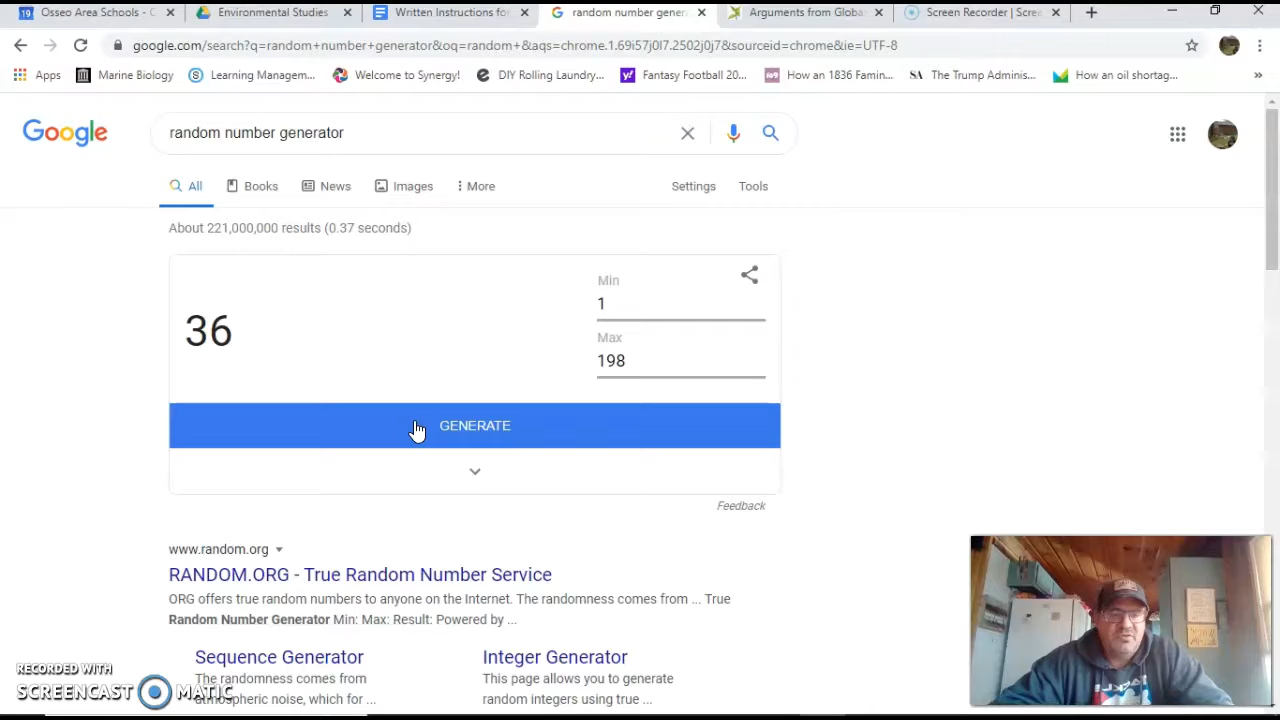 Osseo Area Schools - C
Environmental Studies
Written Instructions for
random number gener
Arguments from Globa
Screen Recorder | Scre
google.com/search?q=random+number+generator&oq=random+&aqs=chrome.1.69i57j0l7.2502j0j7&sourceid=chrome&ie=UTF-8
Apps
Marine Biology
Learning Managem...
Welcome to Synergy!
DIY Rolling Laundry...
Fantasy Football 20...
How an 1836 Famin...
The Trump Adminis...
How an oil shortag...
Google
random number generator
All
Books
News
Images
More
Settings
Tools
About 221,000,000 results (0.37 seconds)
36
Min
1
Max
198
GENERATE
Feedback
www.random.org
RANDOM.ORG - True Random Number Service
ORG offers true random numbers to anyone on the Internet. The randomness comes from ... True
Random Number Generator Min: Max: Result: Powered by ...
Sequence Generator
Integer Generator
The randomness comes from
This page allows you to generate
atmospheric noise, which for ...
random integers using true ...
RECORDED WITH
SCREENCAST MATIC